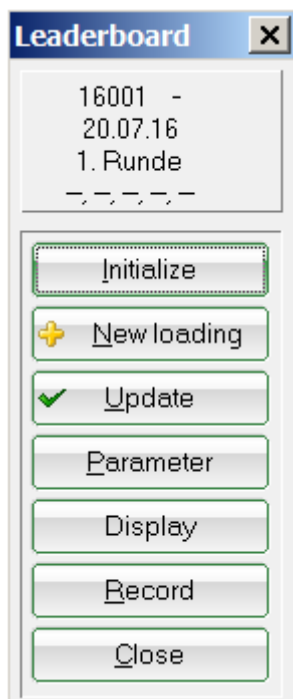 Leaderboard
16001 -
20.07.16
1. Runde
–,–,–,–,–
Initialize
New loading
Update
Parameter
Display
Record
Close